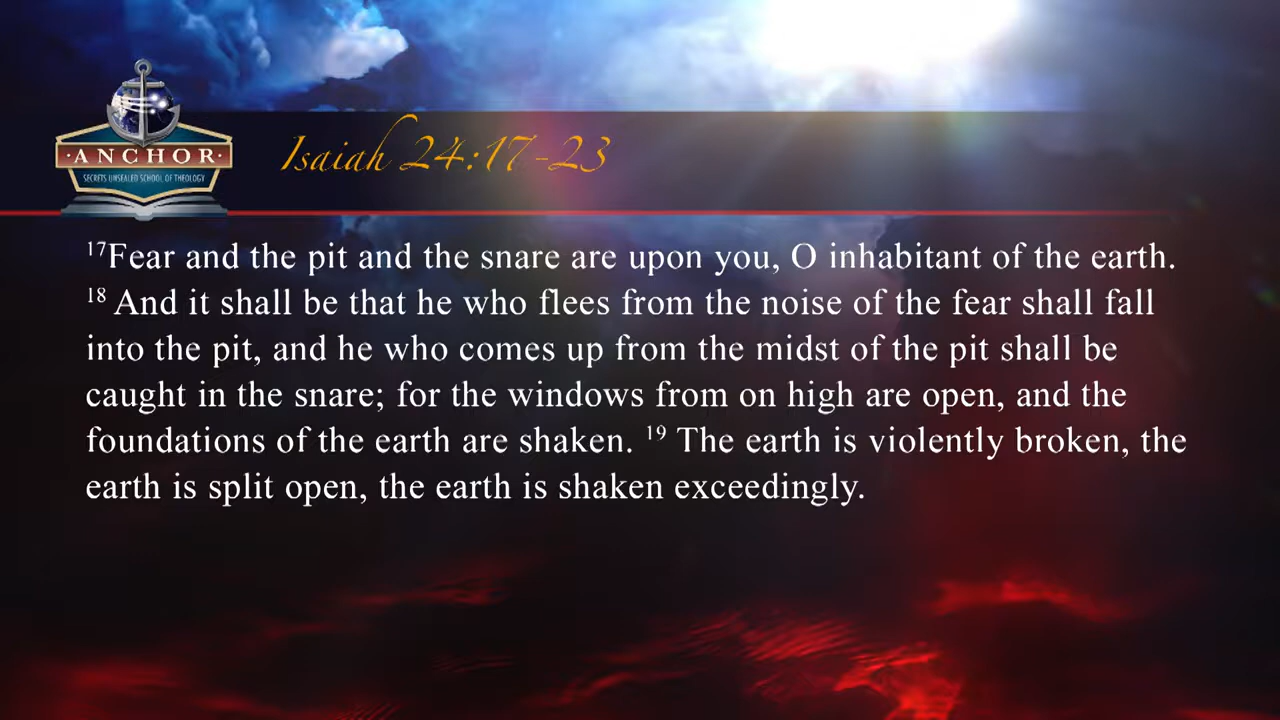 ·ANCHOR·
SECRETS UNSEALED SCHOOL OF THEOLOGY
Isaiah 24:17-23
17Fear and the pit and the snare are upon you, O inhabitant of the earth.
18 And it shall be that he who flees from the noise of the fear shall fall
into the pit, and he who comes up from the midst of the pit shall be
caught in the snare; for the windows from on high are open, and the
foundations of the earth are shaken. 19 The earth is violently broken, the
earth is split open, the earth is shaken exceedingly.